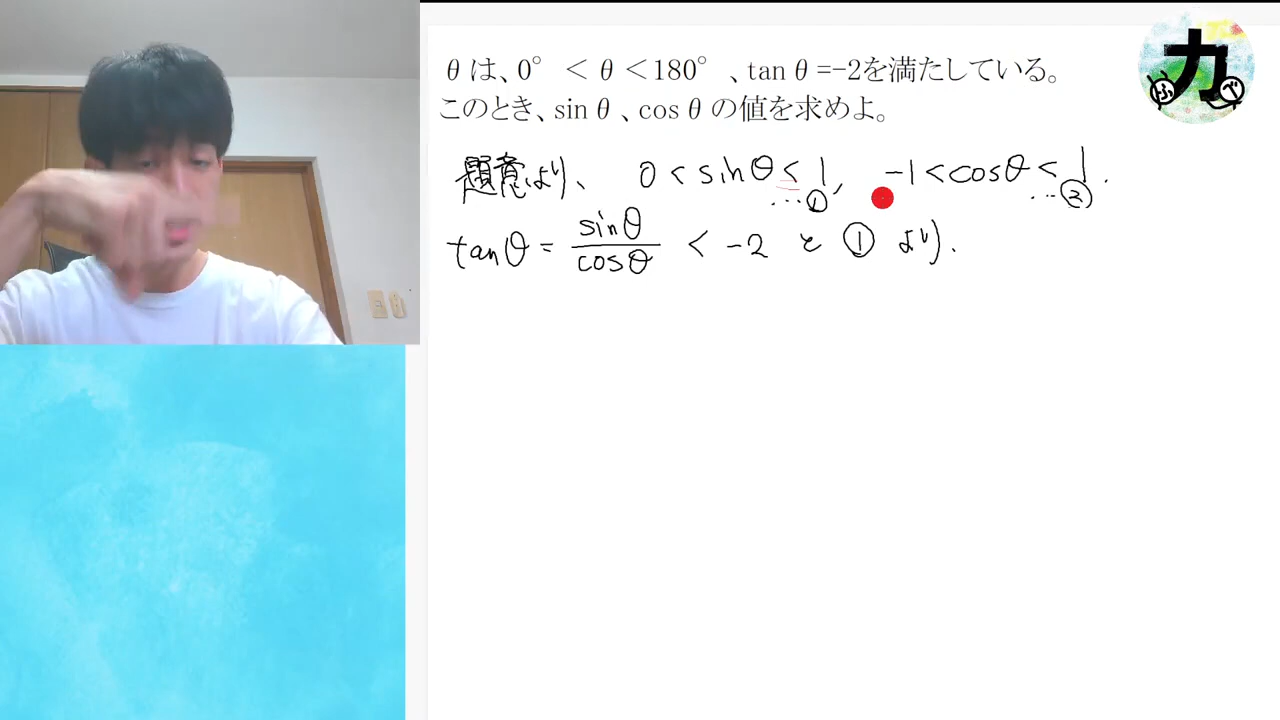 θは、0°＜θ＜180°、tanθ=-2を満たしている。
このとき、sinθ、cosθの値を求めよ。
題意より、 0 < sinθ < 1, -1 < cosθ < 1.
…① …②
tanθ = sinθ/cosθ < -2 と ① より.
力